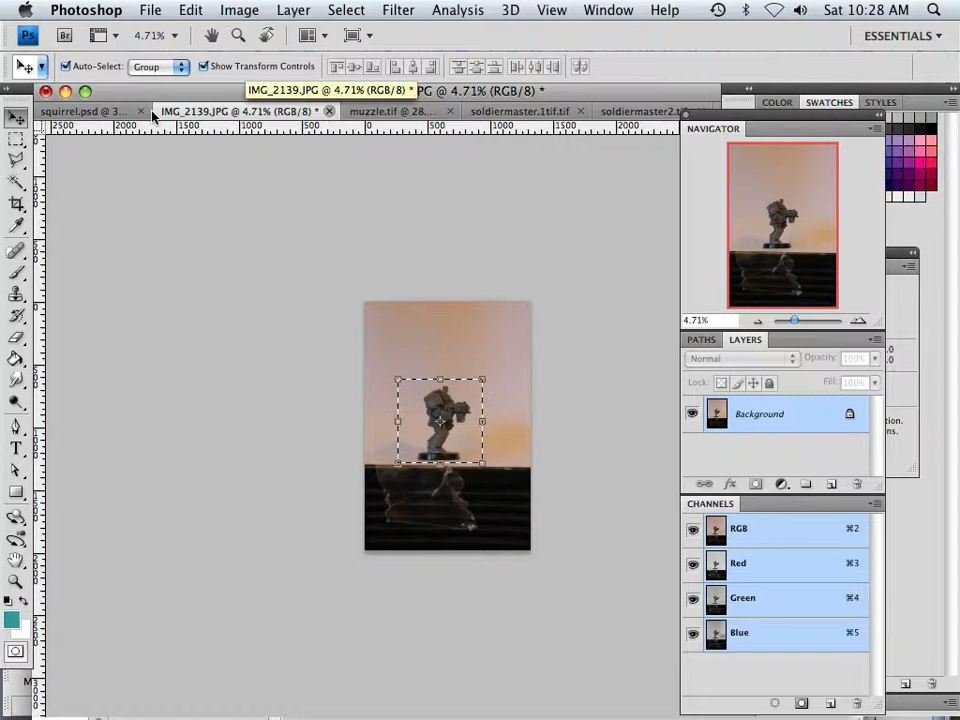 Photoshop File Edit Image Layer Select Filter Analysis 3D View Window Help Sat 10:28 AM
Ps Br 4.71% ESSENTIALS
Auto-Select: Group Show Transform Controls
IMG_2139.JPG @ 4.71% (RGB/8) * PG @ 4.71% (RGB/8) *
COLOR SWATCHES STYLES
squirrel.psd @ 3... IMG_2139.JPG @ 4.71% (RGB/8) * muzzle.tif @ 28.... soldiermaster.1tif.tif soldiermaster2.t
2500 2000 1500 1000 500 0 500 1000 1500 2000
NAVIGATOR
4.71%
PATHS LAYERS
Normal Opacity: 100%
Lock: Fill: 100%
Background
CHANNELS
RGB ⌘2
Red ⌘3
Green ⌘4
Blue ⌘5